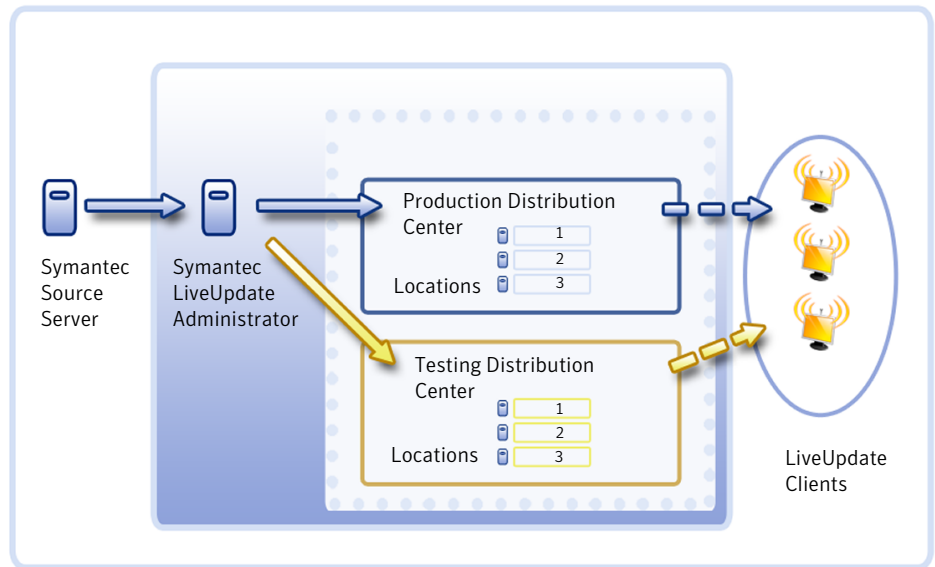 Symantec
Source
Server
Symantec
LiveUpdate
Administrator
Production Distribution
Center
1
2
Locations 3
Testing Distribution
Center
1
2
Locations 3
LiveUpdate
Clients